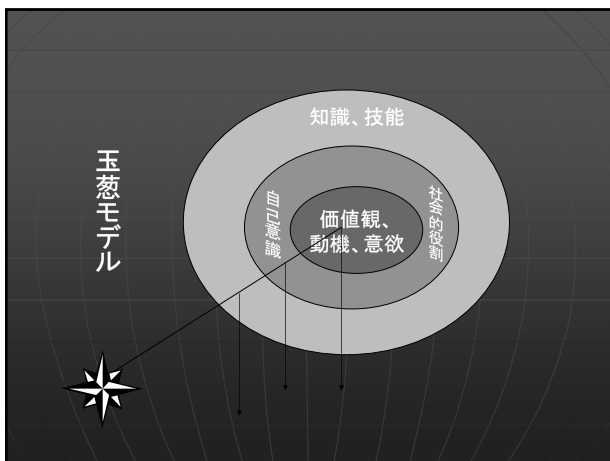 玉葱モデル
知識、技能
自己意識
価値観、
動機、意欲
社会的役割